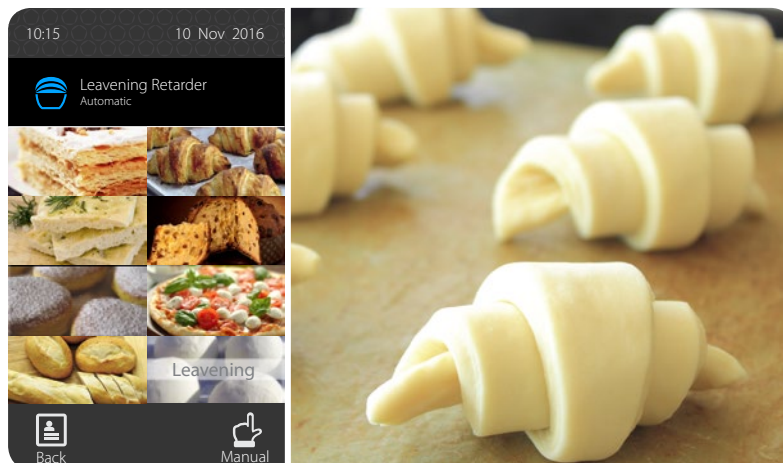 10:15 10 Nov 2016
Leavening Retarder
Automatic
Leavening
Back Manual